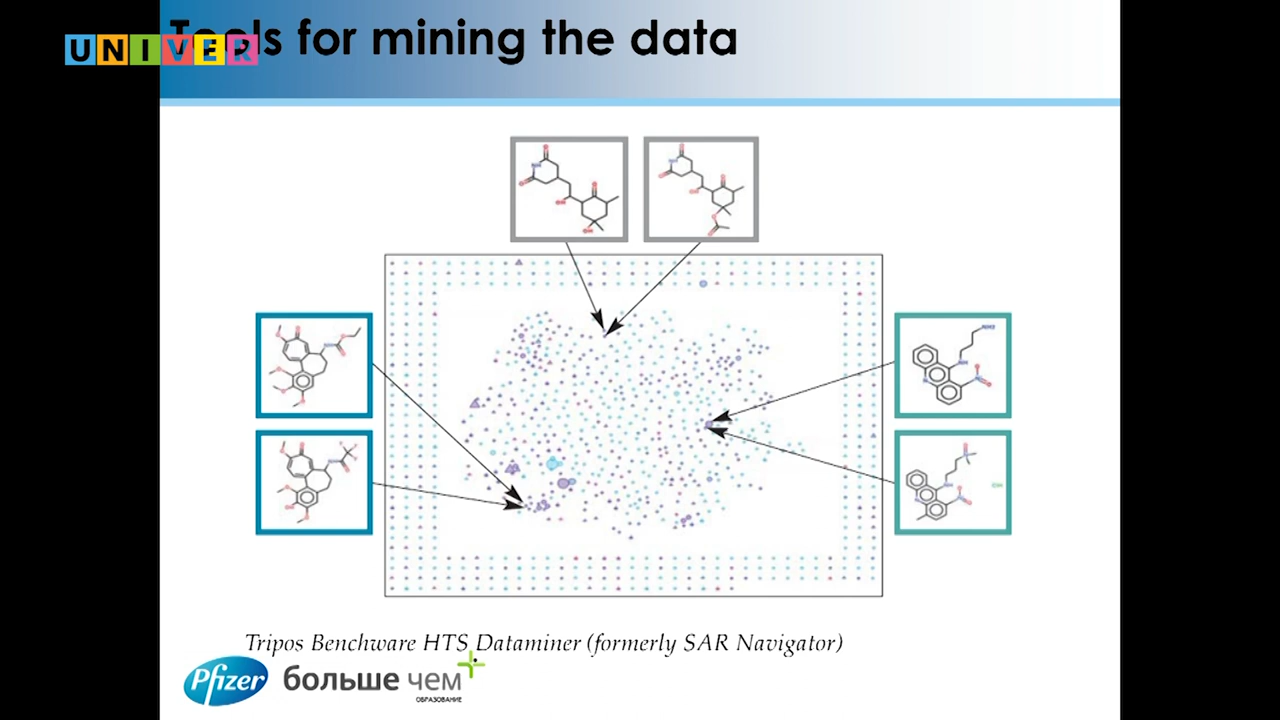 Tools for mining the data
UNIVER
Tripos Benchware HTS Dataminer (formerly SAR Navigator)
Pfizer
больше чем
ОБРАЗОВАНИЕ